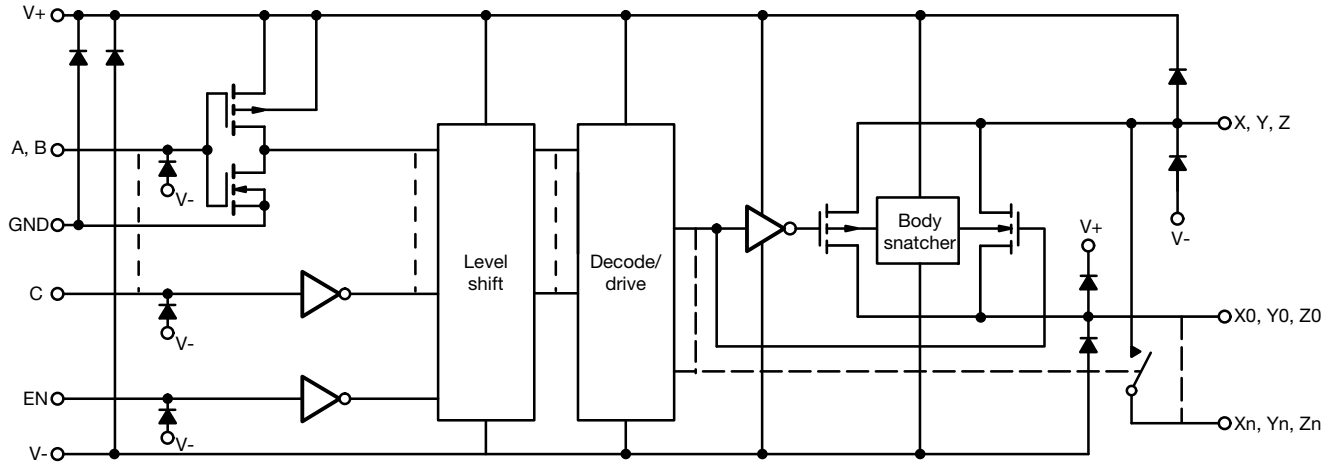 V+
A, B
V-
GND
C
V-
EN
V-
V-
Level
shift
Decode/
drive
Body
snatcher
V+
X, Y, Z
V-
X0, Y0, Z0
Xn, Yn, Zn